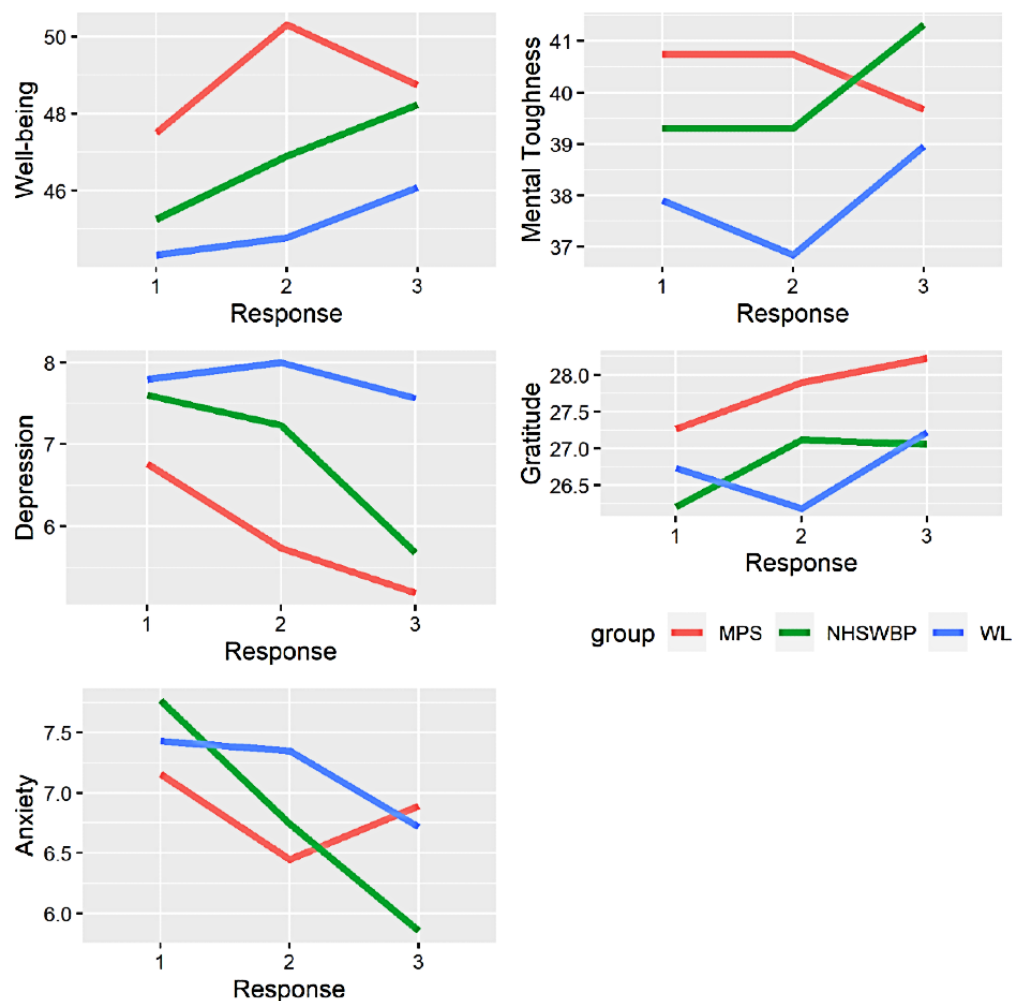 Well-being
50
48
46
1 2 3
Response
Mental Toughness
41
40
39
38
37
1 2 3
Response
Depression
8
7
6
1 2 3
Response
Gratitude
28.0
27.5
27.0
26.5
1 2 3
Response
group MPS NHSWBP WL
Anxiety
7.5
7.0
6.5
6.0
1 2 3
Response